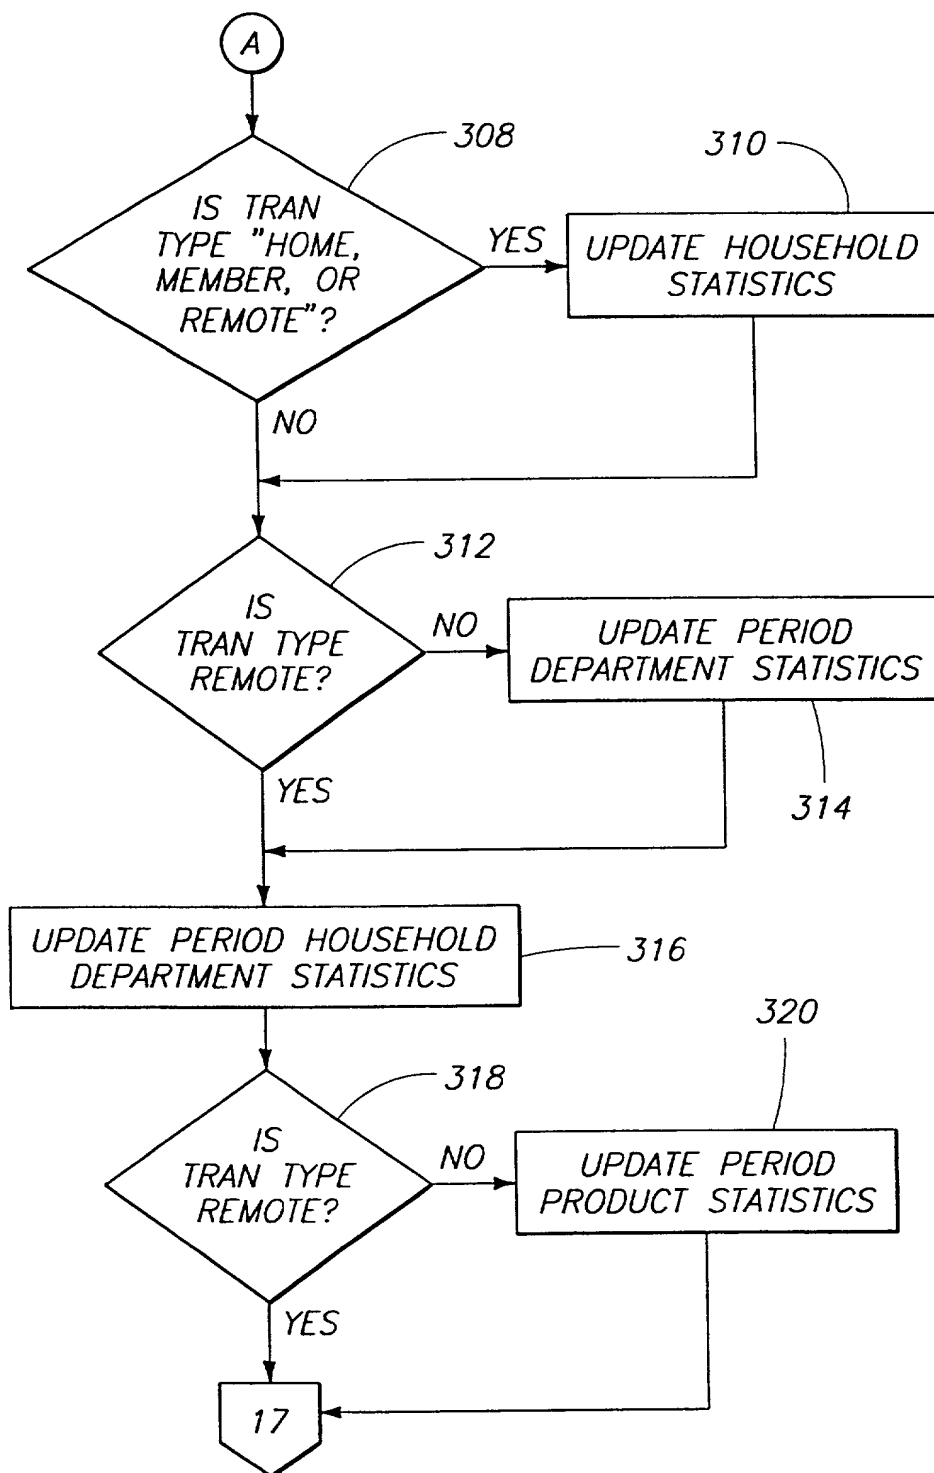 A
308
IS TRAN
TYPE "HOME,
MEMBER, OR
REMOTE"?
YES
310
UPDATE HOUSEHOLD
STATISTICS
NO
312
IS
TRAN TYPE
REMOTE?
NO
UPDATE PERIOD
DEPARTMENT STATISTICS
314
YES
UPDATE PERIOD HOUSEHOLD
DEPARTMENT STATISTICS
316
318
IS
TRAN TYPE
REMOTE?
NO
320
UPDATE PERIOD
PRODUCT STATISTICS
YES
17